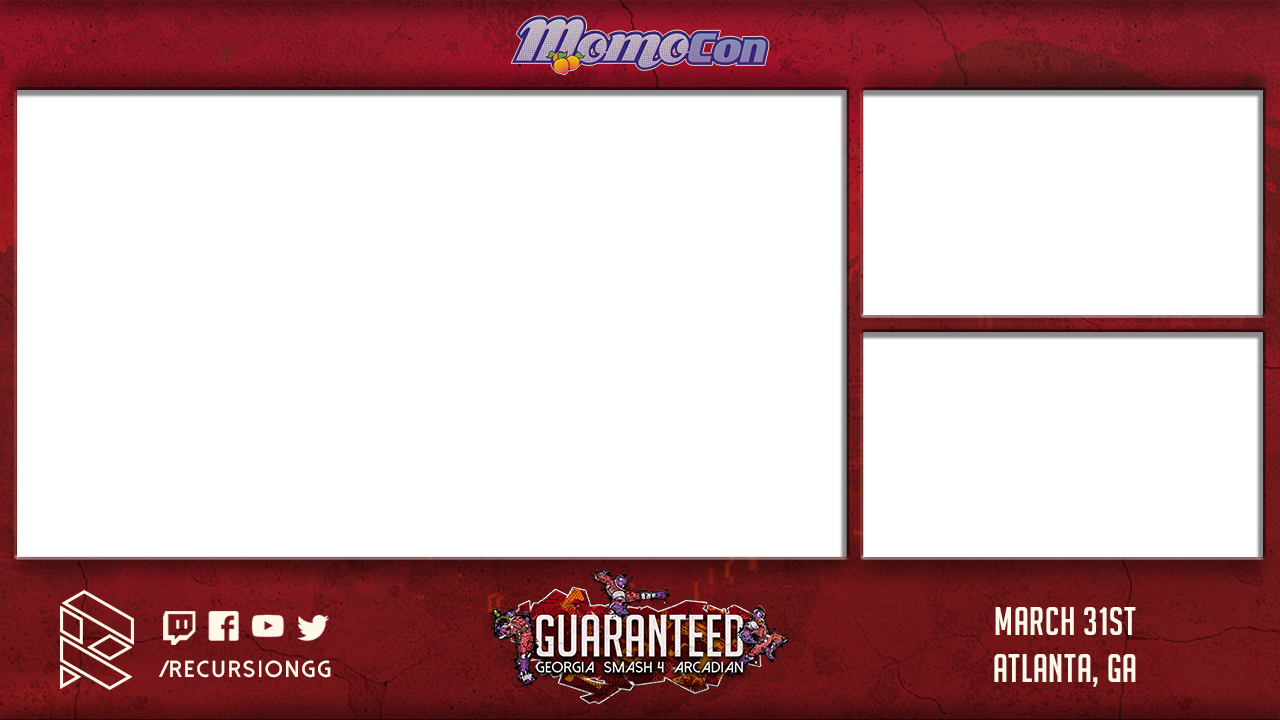 MomoCon
/RECURSIONGG
GUARANTEED
GEORGIA SMASH 4 ARCADIAN
MARCH 31ST
ATLANTA, GA